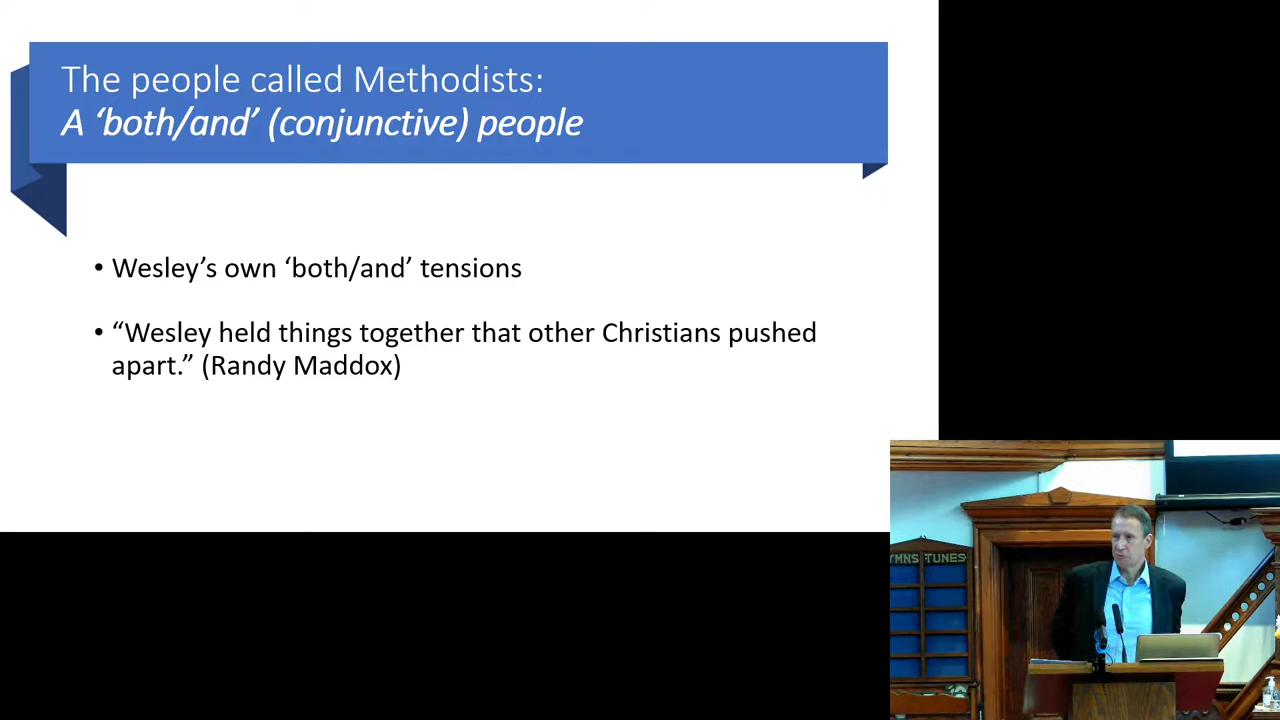 The people called Methodists:
A ‘both/and’ (conjunctive) people
• Wesley’s own ‘both/and’ tensions
• “Wesley held things together that other Christians pushed
apart.” (Randy Maddox)
TUNES